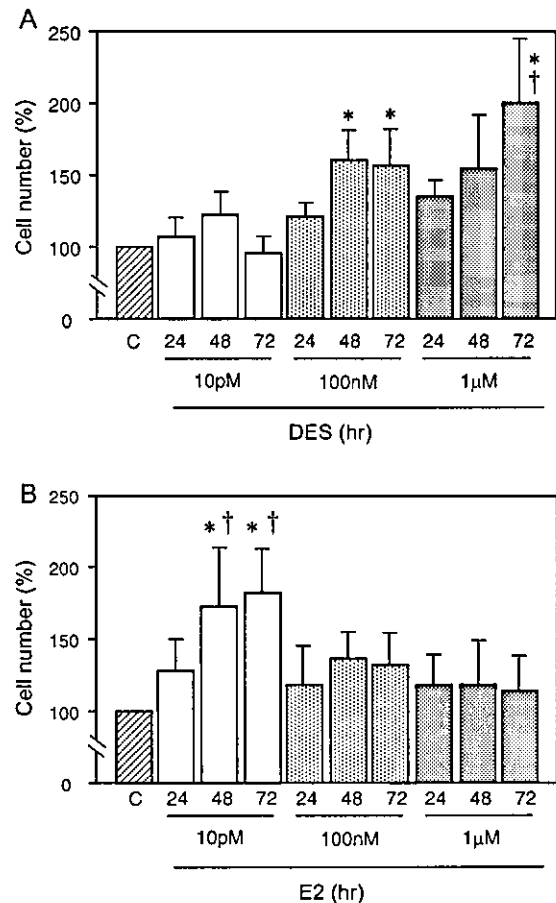 A
250
200
150
100
0
Cell number (%)
* * * †
C 24 48 72 24 48 72 24 48 72
10pM 100nM 1µM
DES (hr)
B
250
200
150
100
0
Cell number (%)
* † * †
C 24 48 72 24 48 72 24 48 72
10pM 100nM 1µM
E2 (hr)